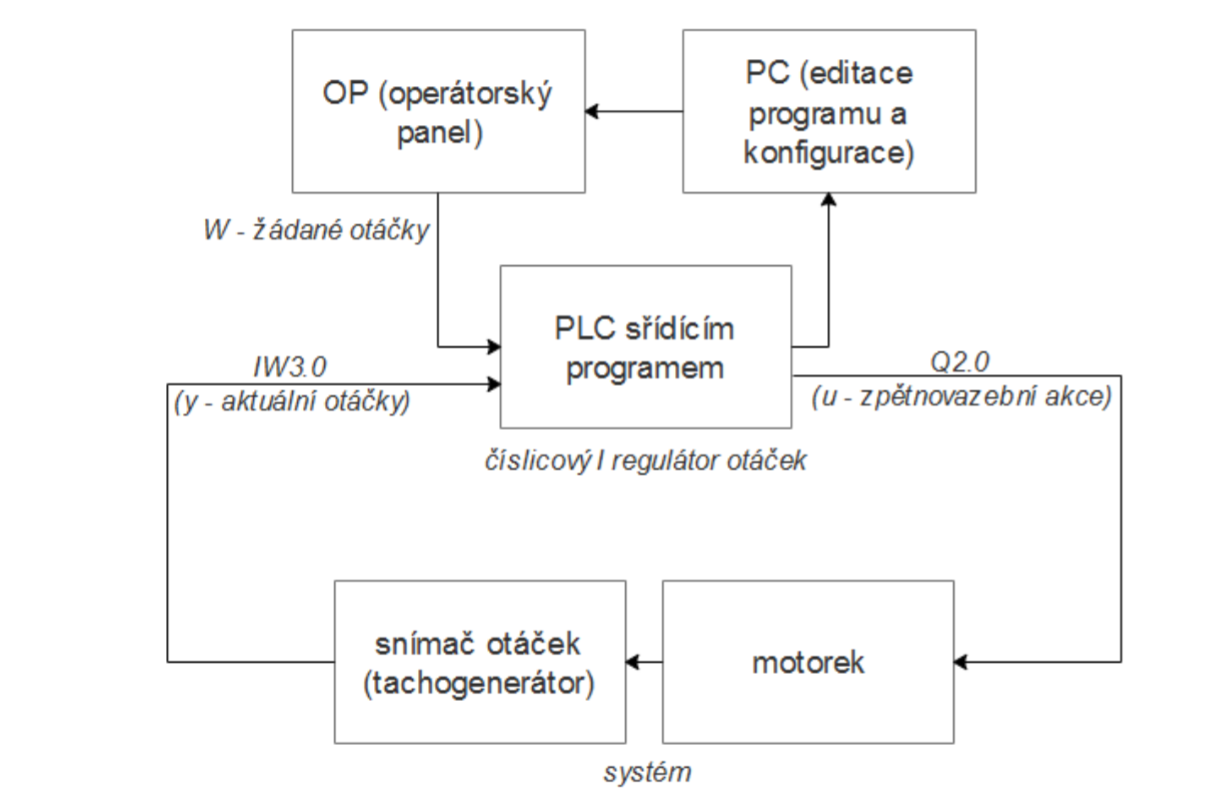 OP (operátorský
panel)
PC (editace
programu a
konfigurace)
W - žádané otáčky
PLC sřídícím
programem
IW3.0
(y - aktuální otáčky)
Q2.0
(u - zpětnovazební akce)
číslicový I regulátor otáček
snímač otáček
(tachogenerátor)
motorek
systém